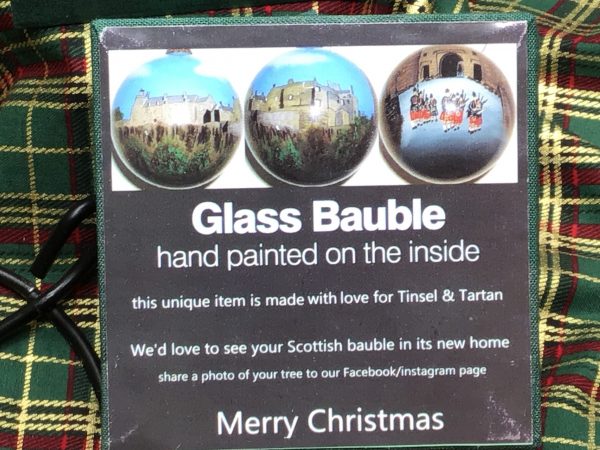 Glass Bauble
hand painted on the inside
this unique item is made with love for Tinsel & Tartan
We'd love to see your Scottish bauble in its new home
share a photo of your tree to our Facebook/instagram page
Merry Christmas